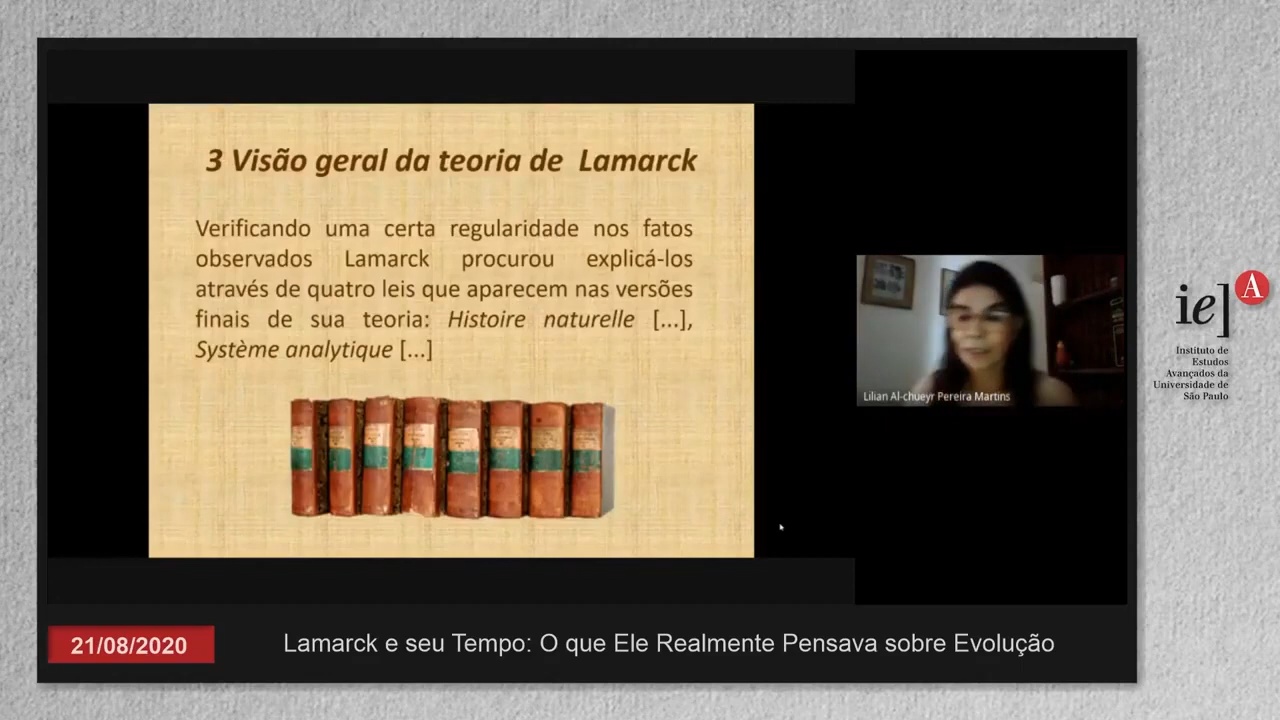 3 Visão geral da teoria de Lamarck
Verificando uma certa regularidade nos fatos
observados Lamarck procurou explicá-los
através de quatro leis que aparecem nas versões
finais de sua teoria: Histoire naturelle [...],
Système analytique [...]
Lilian Al-chueyr Pereira Martins
iea]
A
Instituto de
Estudos
Avançados da
Universidade de
São Paulo
21/08/2020
Lamarck e seu Tempo: O que Ele Realmente Pensava sobre Evolução